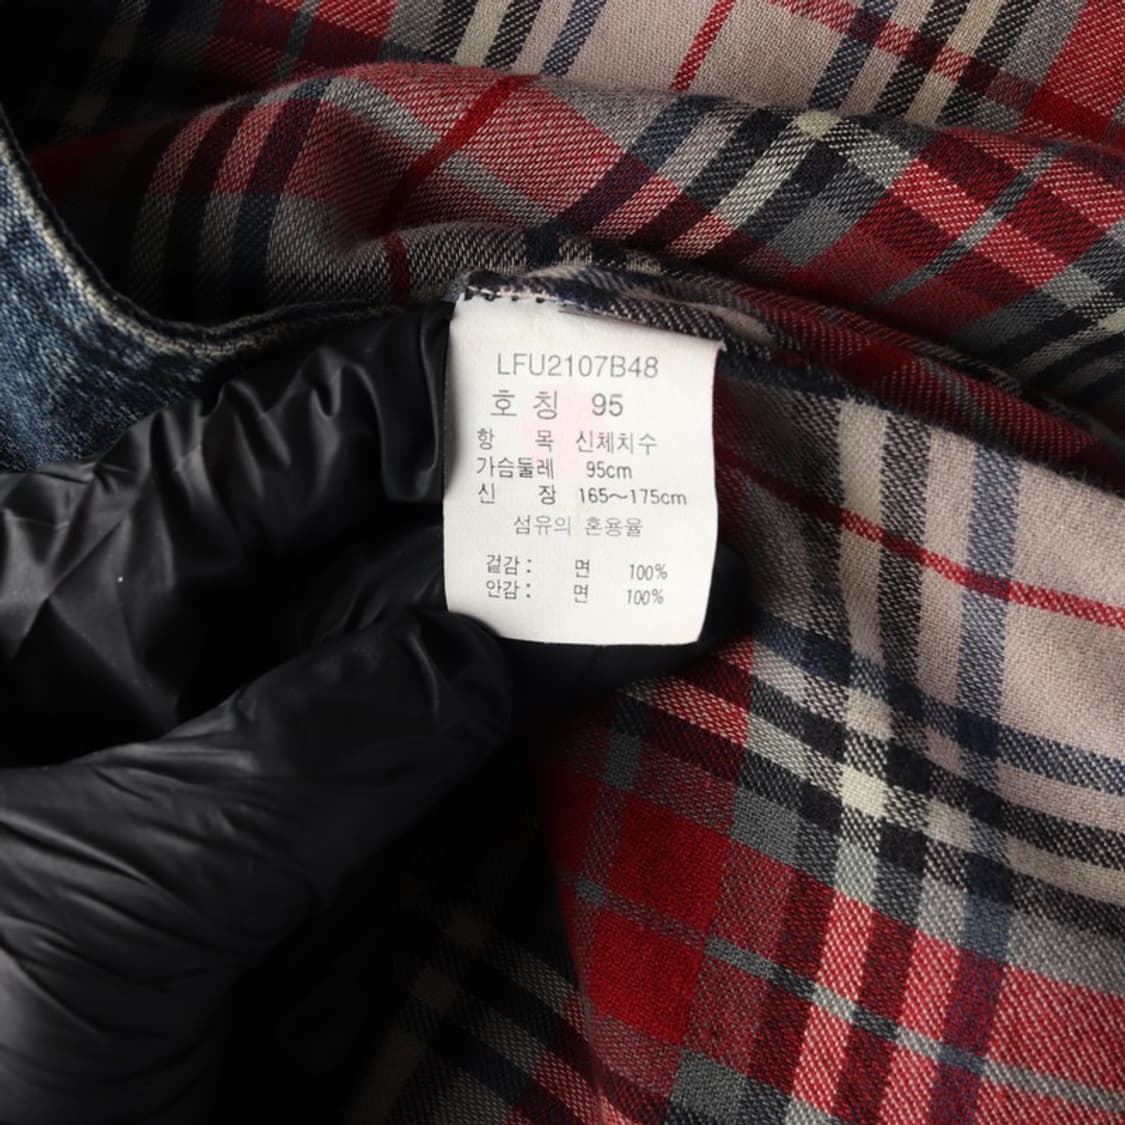 LFU2107B48
호 칭 95
항 목 신체치수
가슴둘레 95cm
신 장 165~175cm
섬유의 혼용율
겉감 : 면 100%
안감 : 면 100%